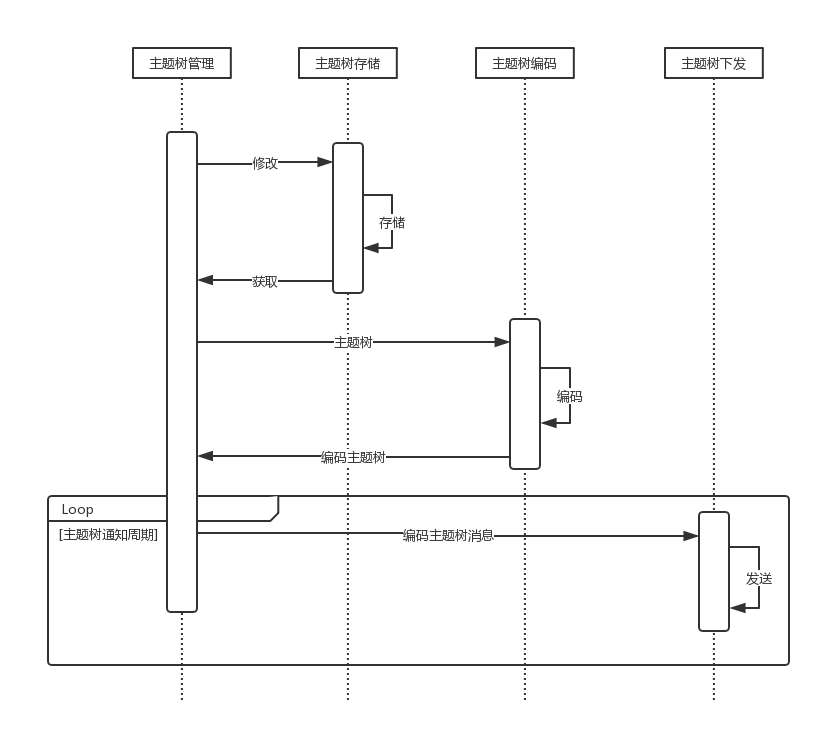 主题树管理
主题树存储
主题树编码
主题树下发
修改
存储
获取
主题树
编码
编码主题树
Loop
[主题树通知周期]
编码主题树消息
发送